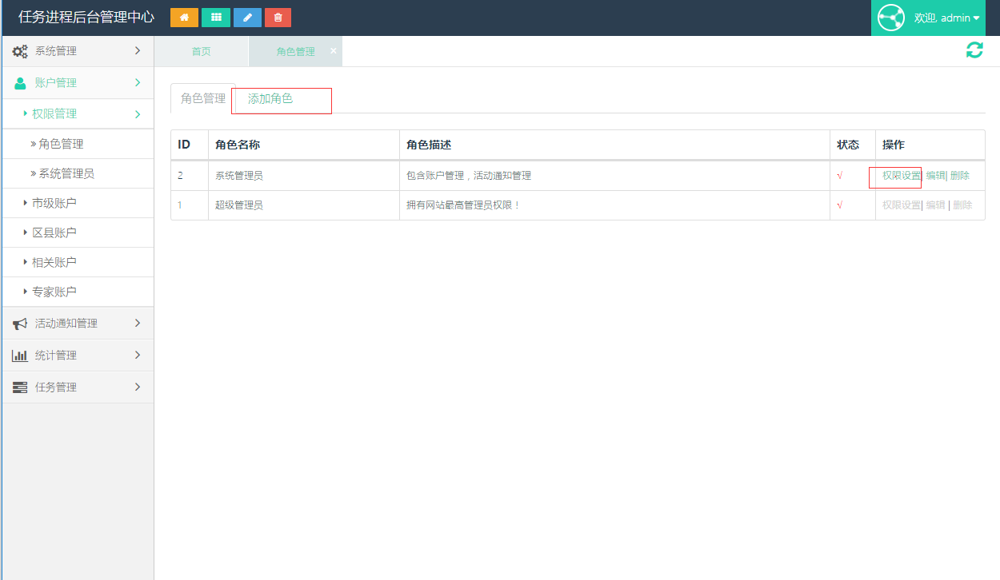 任务进程后台管理中心
欢迎, admin
系统管理
账户管理
权限管理
角色管理
系统管理员
市级账户
区县账户
相关账户
专家账户
活动通知管理
统计管理
任务管理
首页
角色管理 ×
角色管理
添加角色
ID 角色名称 角色描述 状态 操作
2 系统管理员 包含账户管理，活动通知管理 √ 权限设置| 编辑| 删除
1 超级管理员 拥有网站最高管理员权限！ √ 权限设置| 编辑 | 删除